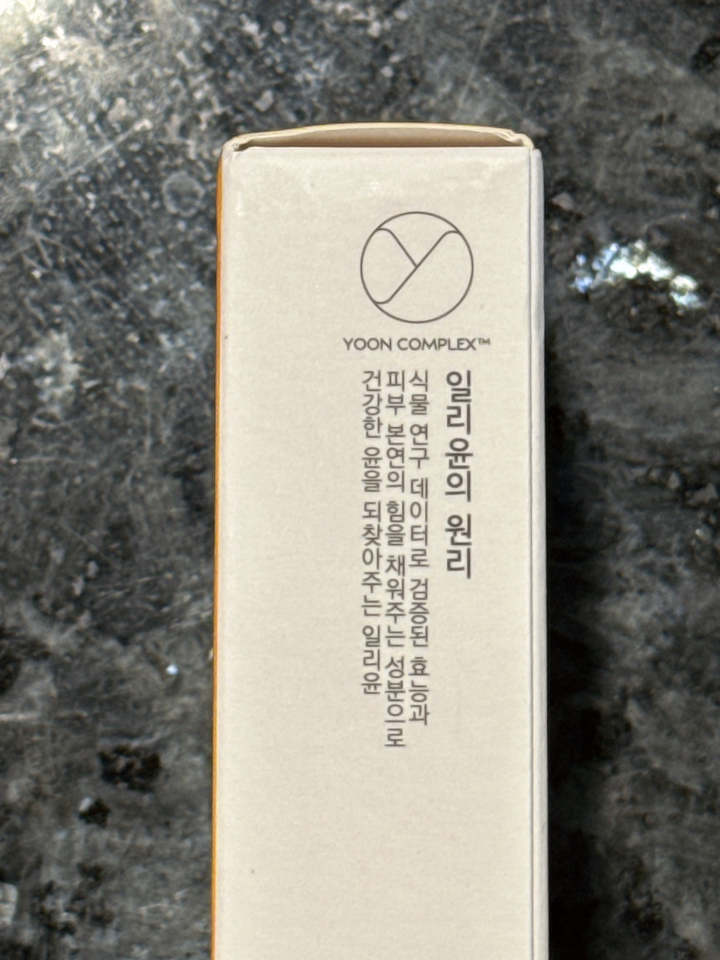 YOON COMPLEX™
일리 윤의 원리
식물 연구 데이터로 검증된 효능과
피부 본연의 힘을 채워주는 성분으로
건강한 윤을 되찾아주는 일리윤